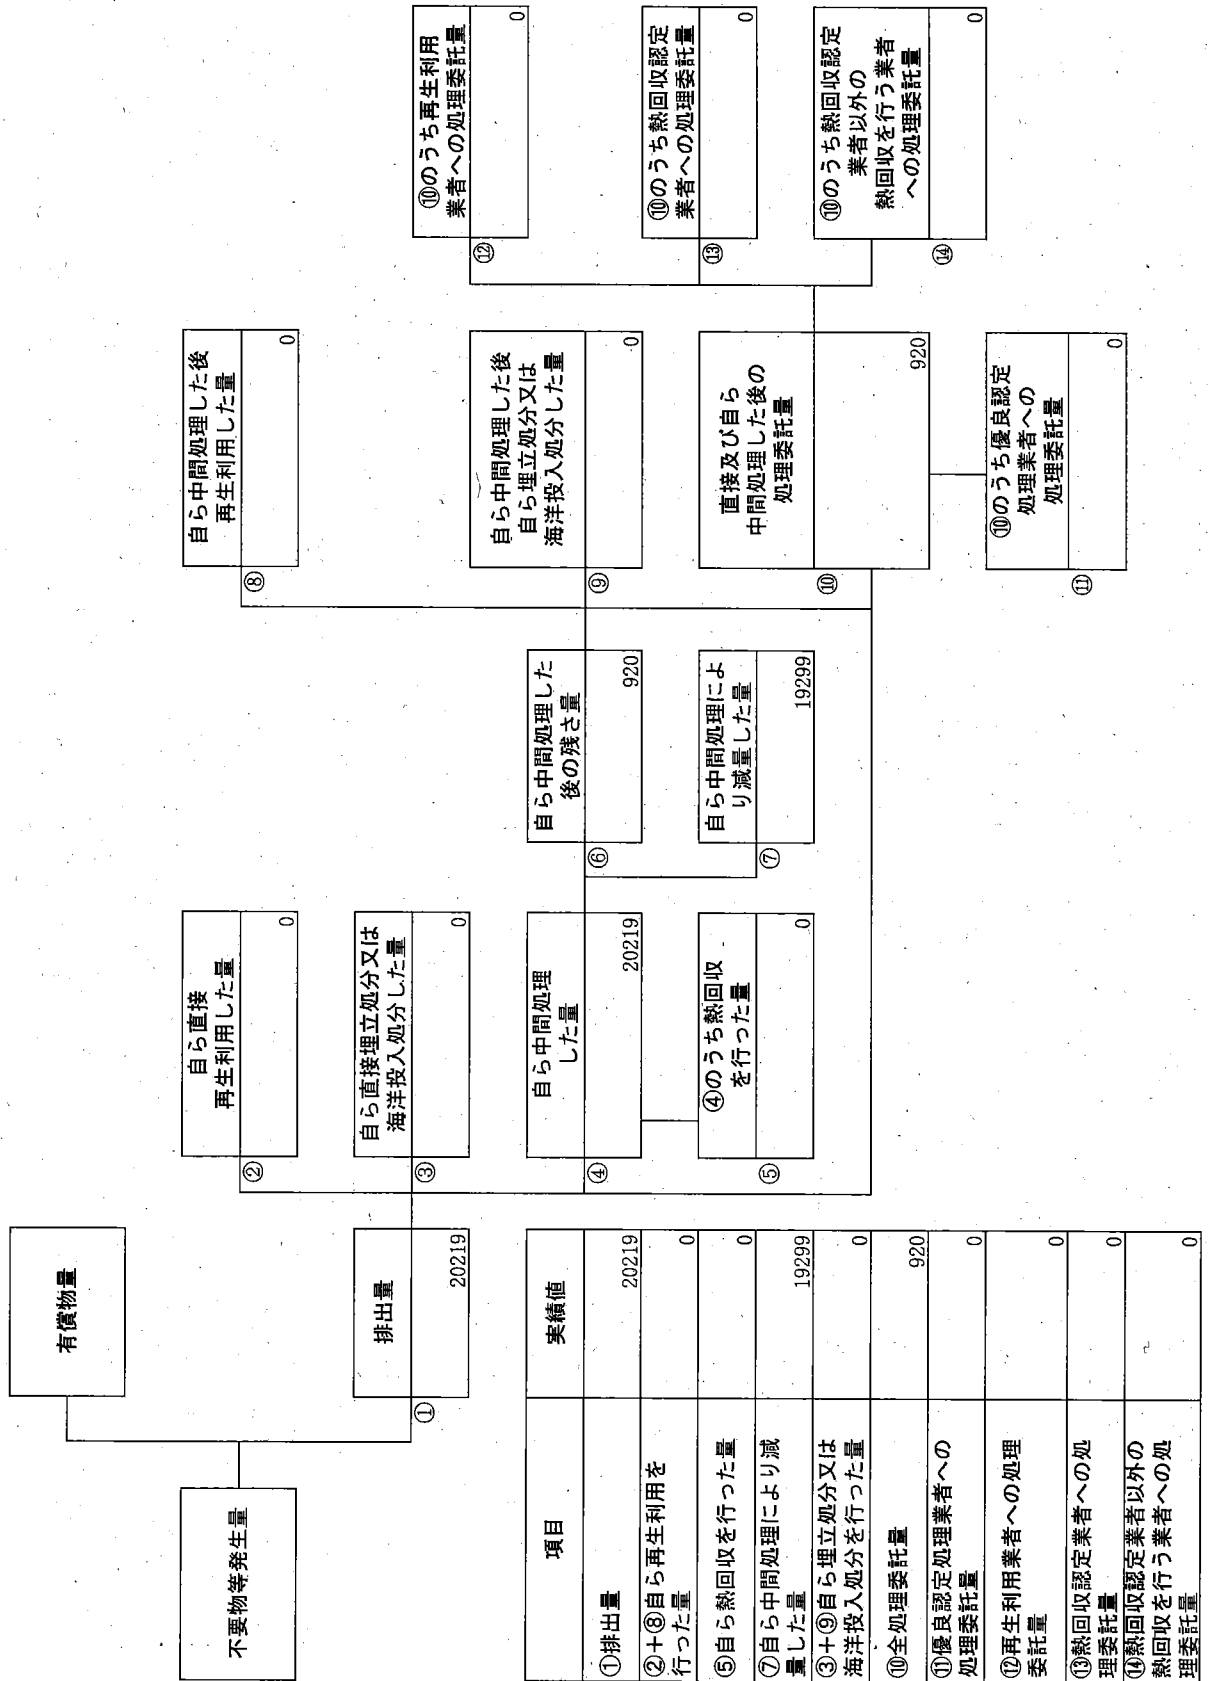 不要物等発生量
有償物量
排出量
①
20219
自ら直接
再生利用した量
②
0
自ら直接埋立処分又は
海洋投入処分した量
③
0
自ら中間処理
した量
④
20219
④のうち熱回収
を行った量
⑤
0
自ら中間処理した
後の残さ量
⑥
920
自ら中間処理によ
り減量した量
⑦
19299
自ら中間処理した後
再生利用した量
⑧
0
自ら中間処理した後
自ら埋立処分又は
海洋投入処分した量
⑨
0
直接及び自ら
中間処理した後の
処理委託量
⑩
920
⑩のうち優良認定
処理業者への
処理委託量
⑪
0
⑩のうち再生利用
業者への処理委託量
⑫
0
⑩のうち熱回収認定
業者への処理委託量
⑬
0
⑩のうち熱回収認定
業者以外の
熱回収を行う業者
への処理委託量
⑭
0
項目 実績値
①排出量 20219
②+⑧自ら再生利用を
行った量 0
⑤自ら熱回収を行った量 0
⑦自ら中間処理により減
量した量 19299
③+⑨自ら埋立処分又は
海洋投入処分を行った量 0
⑩全処理委託量 920
⑪優良認定処理業者への
処理委託量 0
⑫再生利用業者への処理
委託量 0
⑬熱回収認定業者への処
理委託量 0
⑭熱回収認定業者以外の
熱回収を行う業者への処
理委託量 0